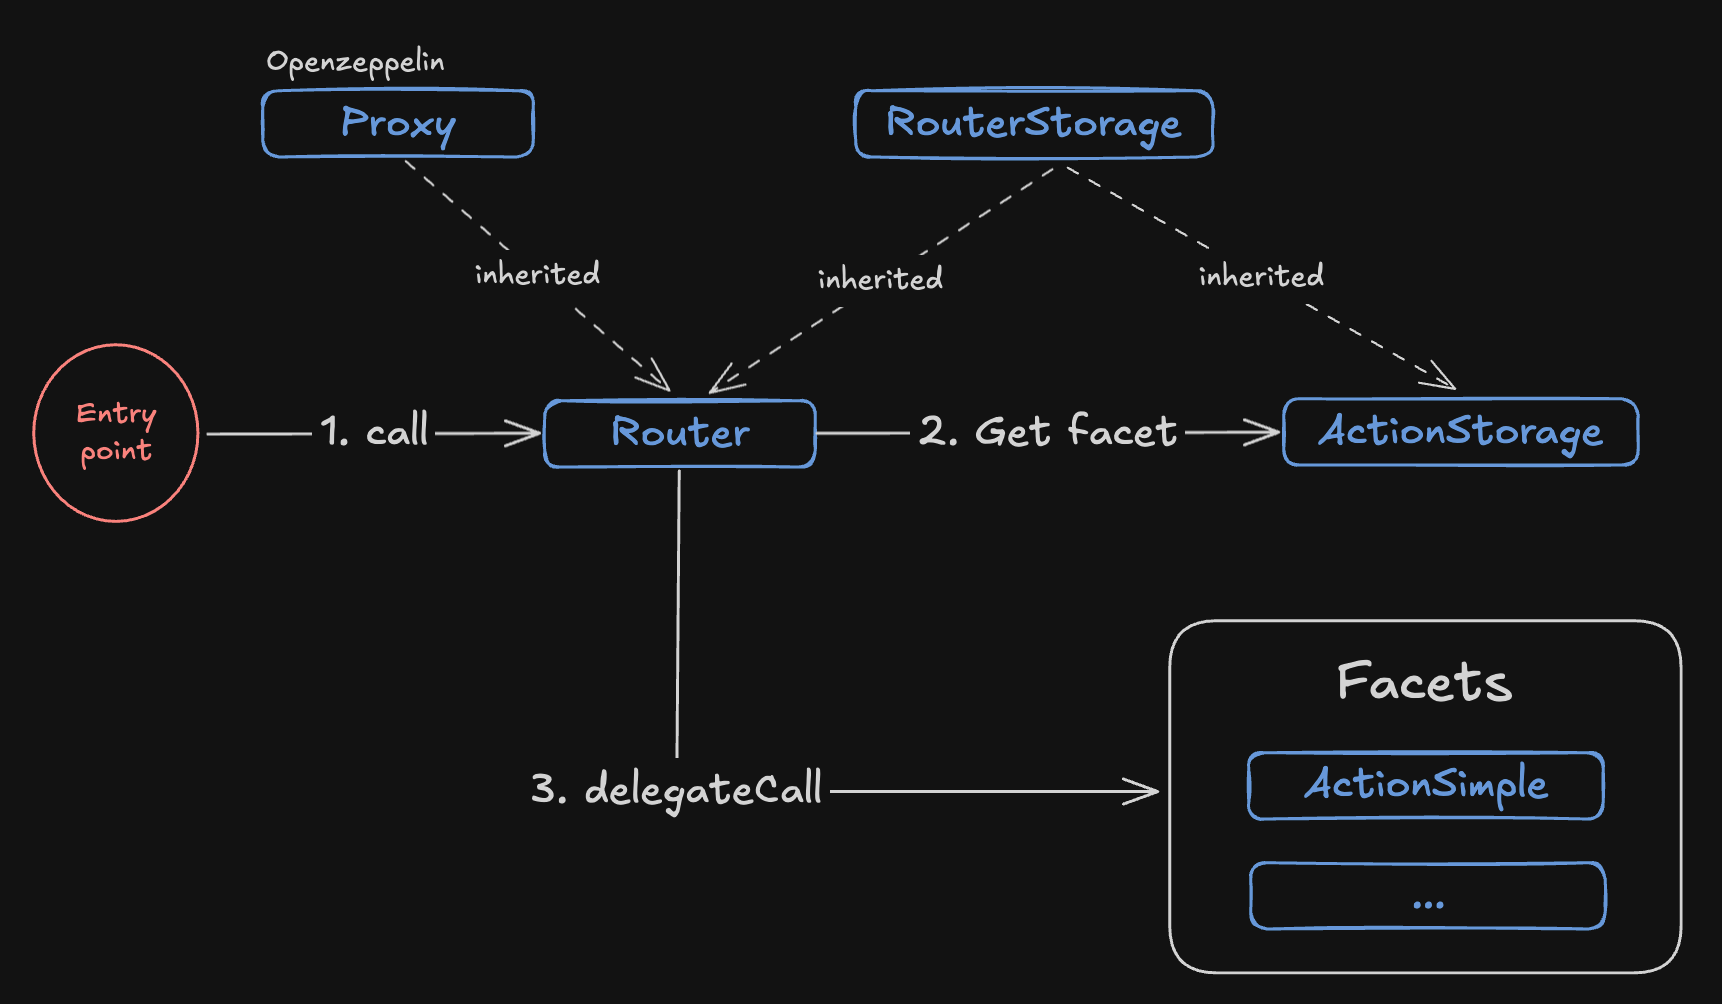 Openzeppelin
Proxy
RouterStorage
inherited
inherited
inherited
Entry
point
1. call
Router
2. Get facet
ActionStorage
Facets
3. delegateCall
ActionSimple
...